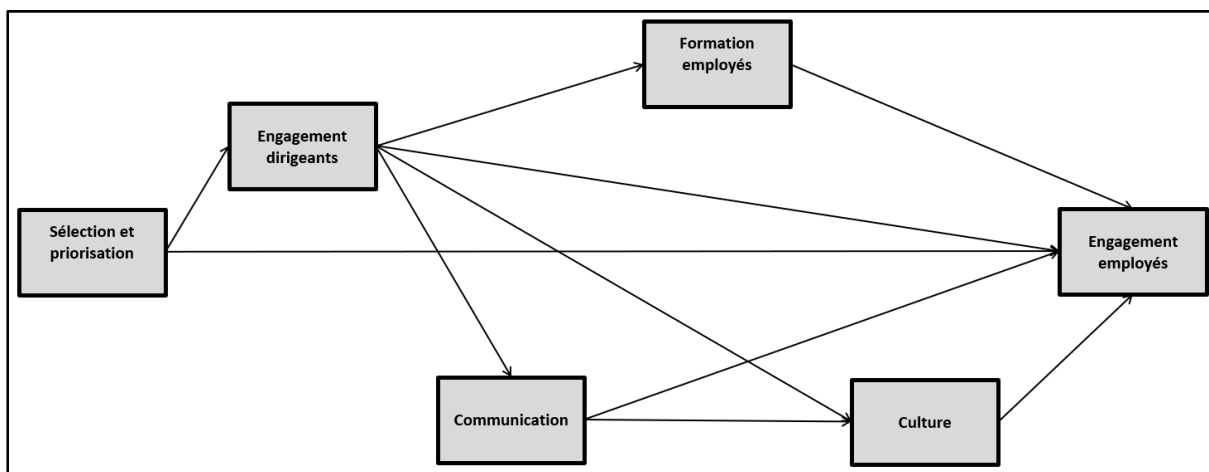 Formation
employés
Engagement
dirigeants
Sélection et
priorisation
Engagement
employés
Communication
Culture